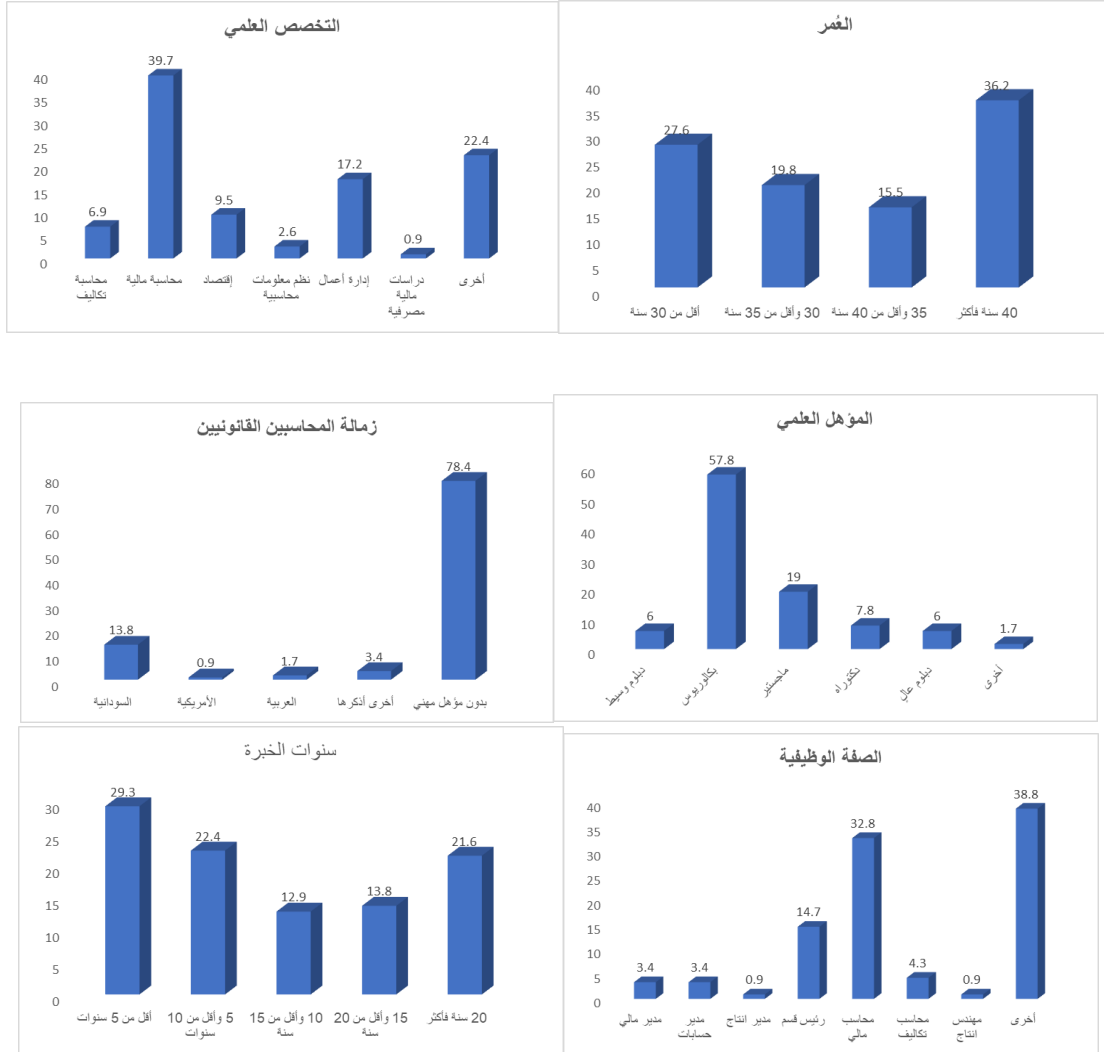 العُمر
40
35
30
25
20
15
10
5
0
27.6
19.8
15.5
36.2
أقل من 30 سنة
30 وأقل من 35 سنة
35 وأقل من 40 سنة
40 سنة فأكثر
التخصص العلمي
40
35
30
25
20
15
10
5
0
6.9
39.7
9.5
2.6
17.2
0.9
22.4
محاسبة
تكاليف
محاسبة مالية
إقتصاد
نظم معلومات
محاسبية
إدارة أعمال
دراسات
مالية
مصرفية
أخرى
المؤهل العلمي
60
50
40
30
20
10
0
6
57.8
19
7.8
6
1.7
دبلوم وسيط
بكالوريوس
ماجستير
دكتوراه
دبلوم عالٍ
أخرى
زمالة المحاسبين القانونيين
80
70
60
50
40
30
20
10
0
13.8
0.9
1.7
3.4
78.4
السودانية
الأمريكية
العربية
أخرى أذكرها
بدون مؤهل مهني
الصفة الوظيفية
40
35
30
25
20
15
10
5
0
3.4
3.4
0.9
14.7
32.8
4.3
0.9
38.8
مدير مالي
مدير
حسابات
مدير انتاج
رئيس قسم
محاسب
مالي
محاسب
تكاليف
مهندس
انتاج
أخرى
سنوات الخبرة
30
25
20
15
10
5
0
29.3
22.4
12.9
13.8
21.6
أقل من 5 سنوات
5 وأقل من 10
سنوات
10 وأقل من 15
سنة
15 وأقل من 20
سنة
20 سنة فأكثر